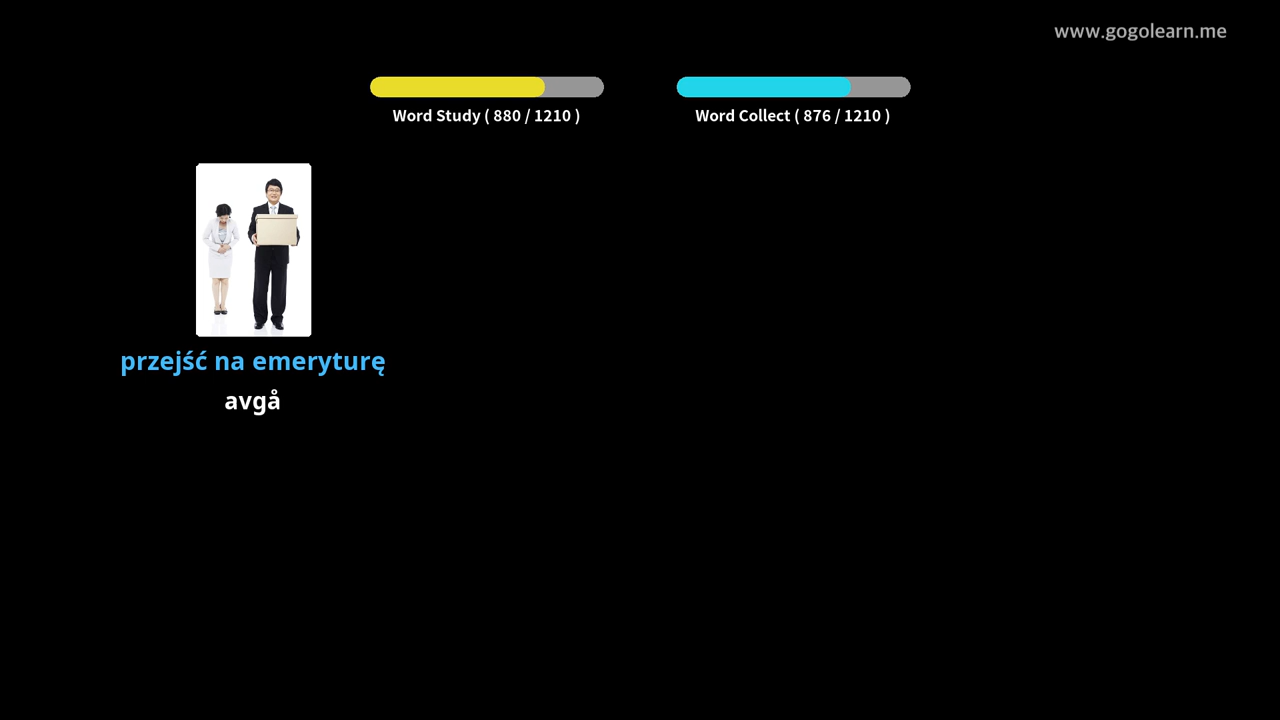 www.gogolearn.me
Word Study ( 880 / 1210 )
Word Collect ( 876 / 1210 )
przejść na emeryturę
avgå